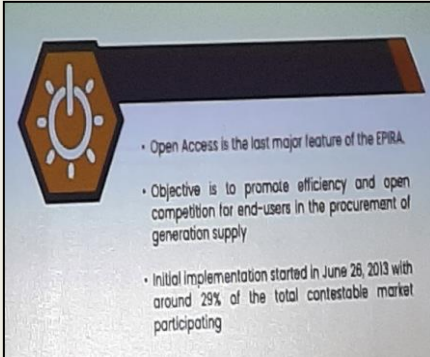 • Open Access is the last major feature of the EPIRA.
• Objective is to promote efficiency and open
competition for end-users in the procurement of
generation supply
• Initial implementation started in June 26, 2013 with
around 29% of the total contestable market
participating